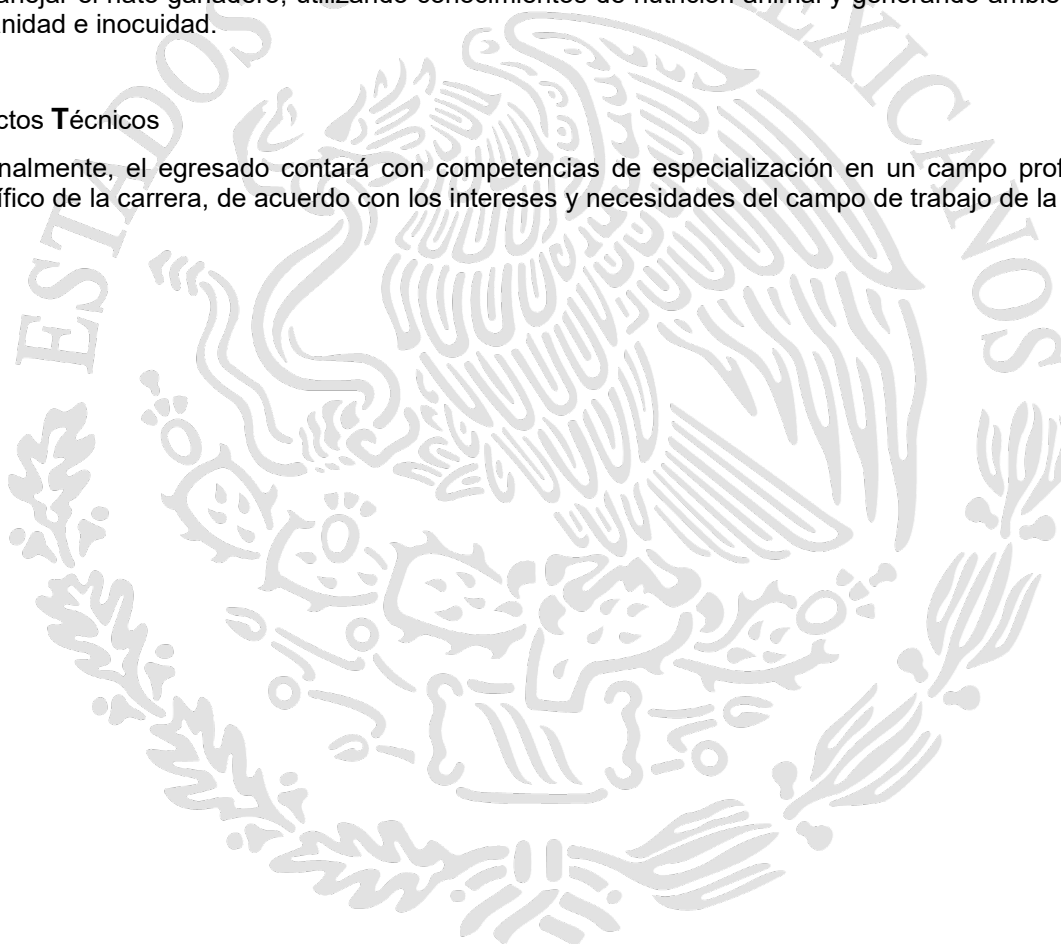 anejar el hato ganadero, utilizando conocimientos de nutrición animal y generando
nidad e inocuidad.
ctos Técnicos
nalmente, el egresado contará con competencias de especialización en un campo prof
ífico de la carrera, de acuerdo con los intereses y necesidades del campo de trabajo de la
ESTADOS
EXICANOS